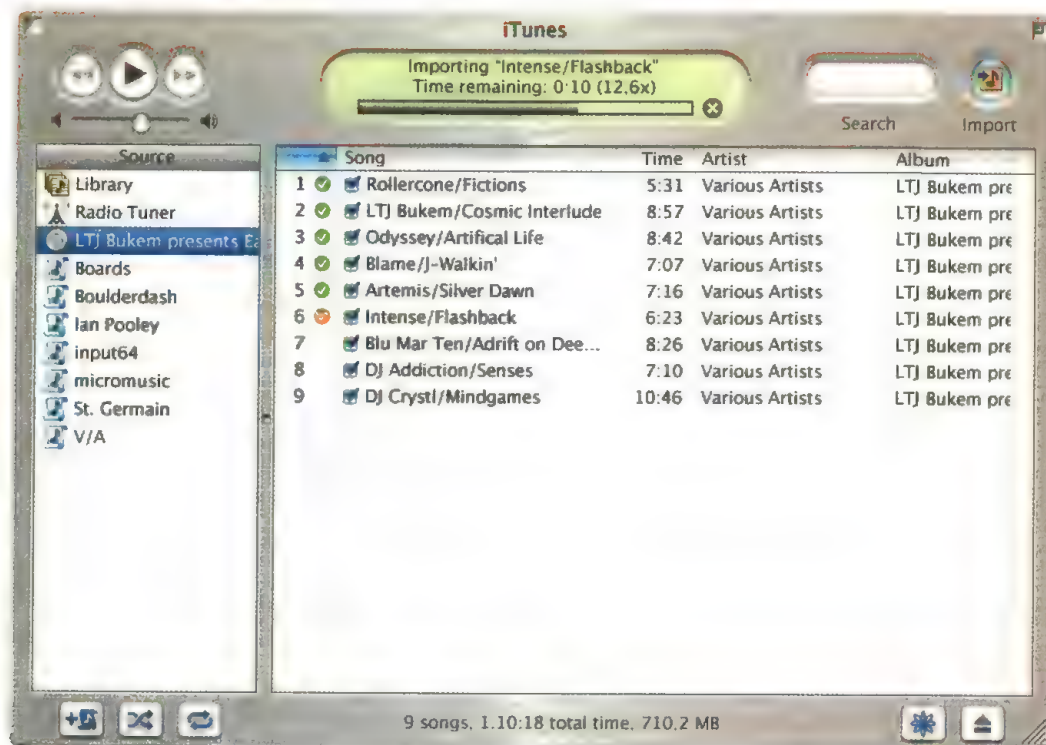 iTunes
Importing "Intense/Flashback"
Time remaining: 0:10 (12.6x)
Search
Import
Source
Library
Radio Tuner
LTJ Bukem presents Ea
Boards
Boulderdash
Ian Pooley
input64
micromusic
St. Germain
V/A
Song Time Artist Album
1 Rollercone/Fictions 5:31 Various Artists LTJ Bukem pre
2 LTJ Bukem/Cosmic Interlude 8:57 Various Artists LTJ Bukem pre
3 Odyssey/Artifical Life 8:42 Various Artists LTJ Bukem pre
4 Blame/J-Walkin' 7:07 Various Artists LTJ Bukem pre
5 Artemis/Silver Dawn 7:16 Various Artists LTJ Bukem pre
6 Intense/Flashback 6:23 Various Artists LTJ Bukem pre
7 Blu Mar Ten/Adrift on Dee... 8:26 Various Artists LTJ Bukem pre
8 DJ Addiction/Senses 7:10 Various Artists LTJ Bukem pre
9 DJ Crystl/Mindgames 10:46 Various Artists LTJ Bukem pre
9 songs, 1:10:18 total time, 710.2 MB